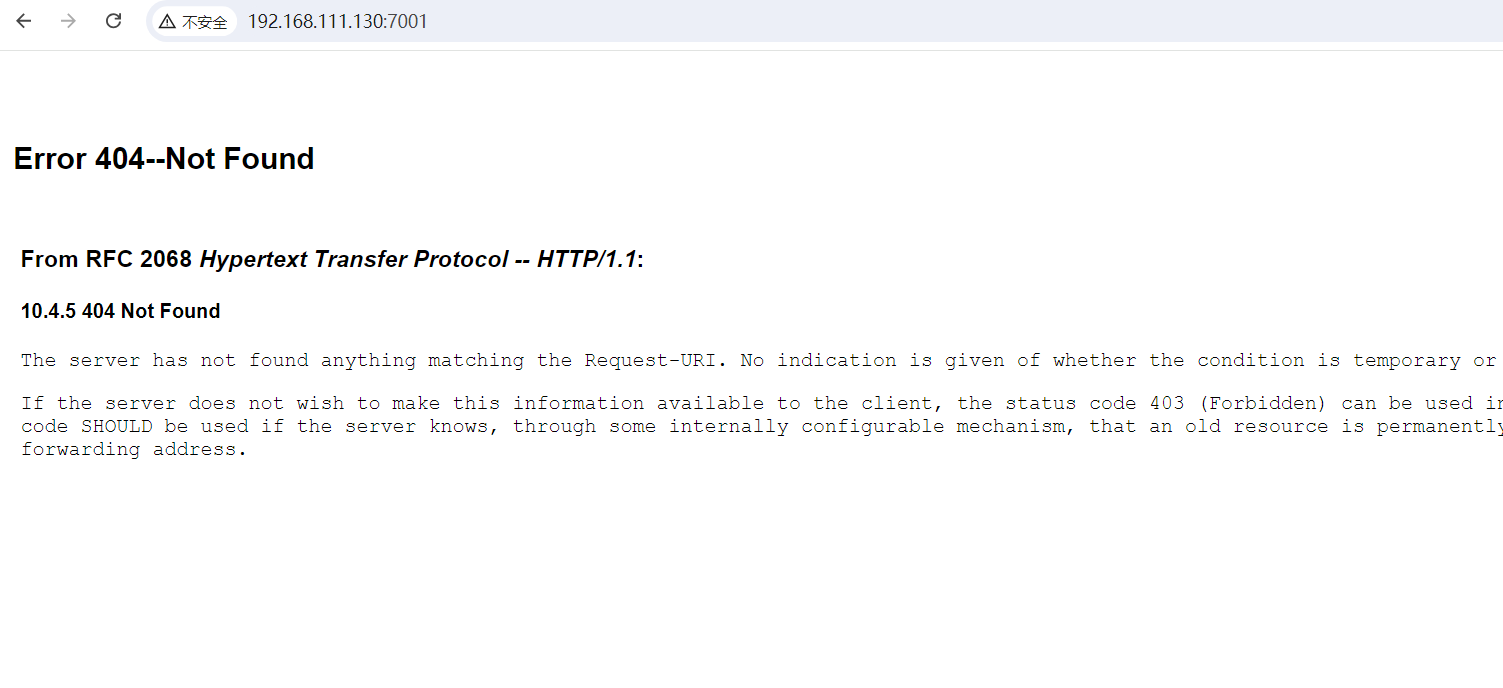 不安全 192.168.111.130:7001
Error 404--Not Found
From RFC 2068 Hypertext Transfer Protocol -- HTTP/1.1:
10.4.5 404 Not Found
The server has not found anything matching the Request-URI. No indication is given of whether the condition is temporary or
If the server does not wish to make this information available to the client, the status code 403 (Forbidden) can be used in
code SHOULD be used if the server knows, through some internally configurable mechanism, that an old resource is permanently
forwarding address.